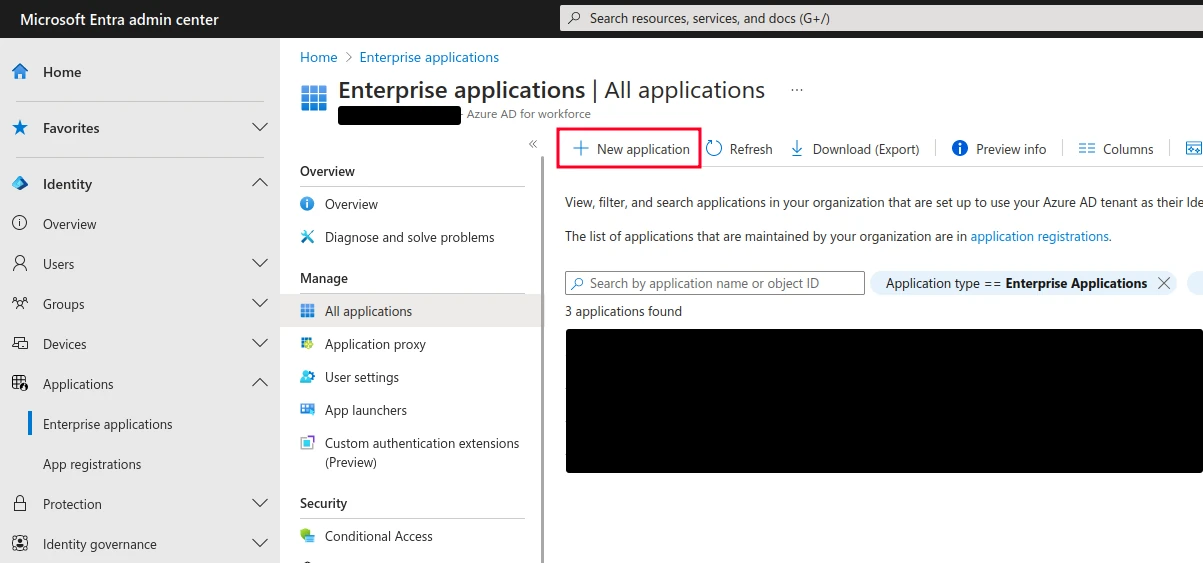 Microsoft Entra admin center
Search resources, services, and docs (G+/)
Home
Favorites
Identity
Overview
Users
Groups
Devices
Applications
Enterprise applications
App registrations
Protection
Identity governance
Home > Enterprise applications
Enterprise applications | All applications ...
- Azure AD for workforce
«
Overview
Overview
Diagnose and solve problems
Manage
All applications
Application proxy
User settings
App launchers
Custom authentication extensions
(Preview)
Security
Conditional Access
New application Refresh Download (Export) Preview info Columns
View, filter, and search applications in your organization that are set up to use your Azure AD tenant as their Ide
The list of applications that are maintained by your organization are in application registrations.
Search by application name or object ID Application type == Enterprise Applications
3 applications found